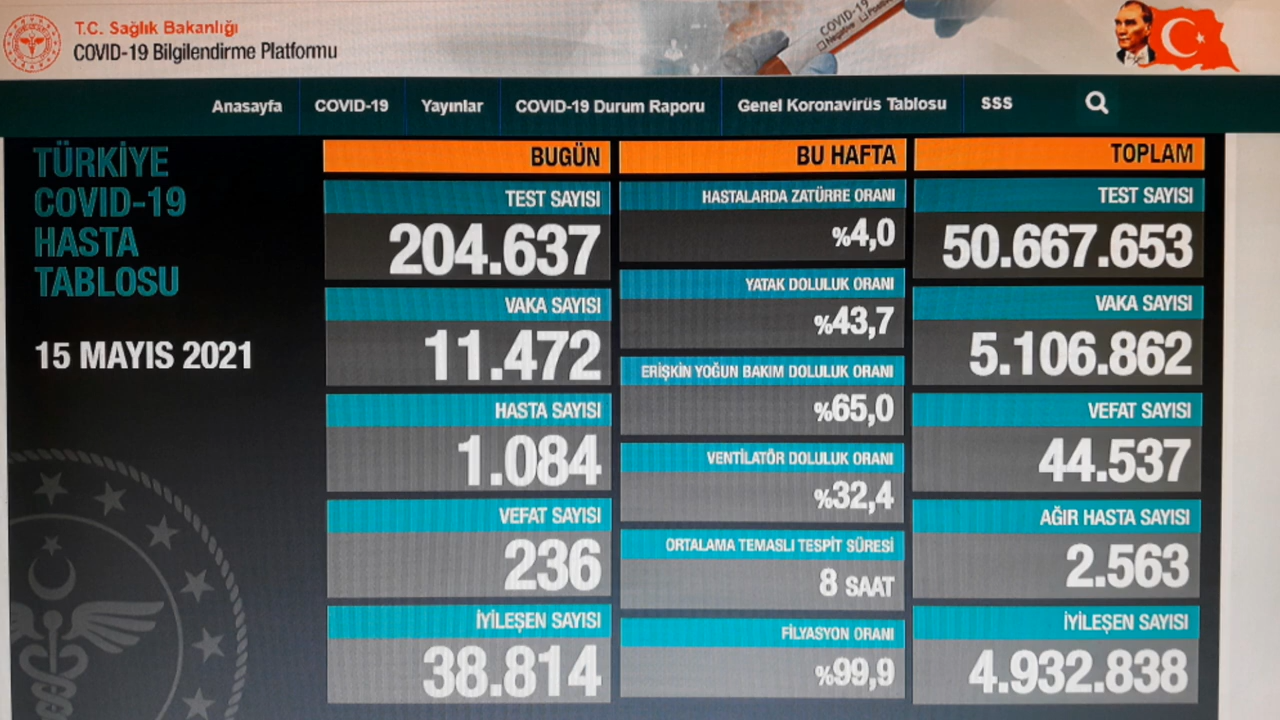 T.C. Sağlık Bakanlığı
COVID-19 Bilgilendirme Platformu
COVID-19
Negative Positive
Anasayfa COVID-19 Yayınlar COVID-19 Durum Raporu Genel Koronavirüs Tablosu SSS
TÜRKİYE
COVID-19
HASTA
TABLOSU
15 MAYIS 2021
BUGÜN
TEST SAYISI
204.637
VAKA SAYISI
11.472
HASTA SAYISI
1.084
VEFAT SAYISI
236
İYİLEŞEN SAYISI
38.814
BU HAFTA
HASTALARDA ZATÜRRE ORANI
%4,0
YATAK DOLULUK ORANI
%43,7
ERİŞKİN YOĞUN BAKIM DOLULUK ORANI
%65,0
VENTİLATÖR DOLULUK ORANI
%32,4
ORTALAMA TEMASLI TESPİT SÜRESİ
8 SAAT
FİLYASYON ORANI
%99,9
TOPLAM
TEST SAYISI
50.667.653
VAKA SAYISI
5.106.862
VEFAT SAYISI
44.537
AĞIR HASTA SAYISI
2.563
İYİLEŞEN SAYISI
4.932.838